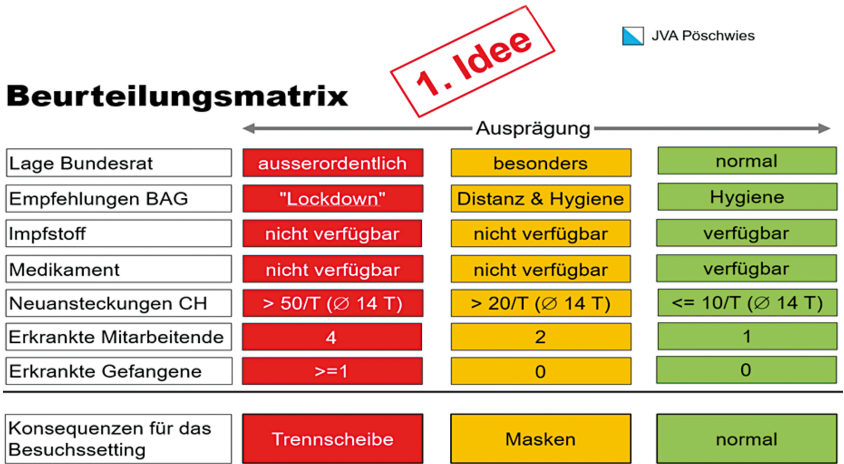 JVA Pöschwies
1. Idee
Beurteilungsmatrix
Ausprägung
Lage Bundesrat ausserordentlich besonders normal
Empfehlungen BAG "Lockdown" Distanz & Hygiene Hygiene
Impfstoff nicht verfügbar nicht verfügbar verfügbar
Medikament nicht verfügbar nicht verfügbar verfügbar
Neuansteckungen CH > 50/T (∅ 14 T) > 20/T (∅ 14 T) <= 10/T (∅ 14 T)
Erkrankte Mitarbeitende 4 2 1
Erkrankte Gefangene >=1 0 0
Konsequenzen für das
Besuchssetting Trennscheibe Masken normal